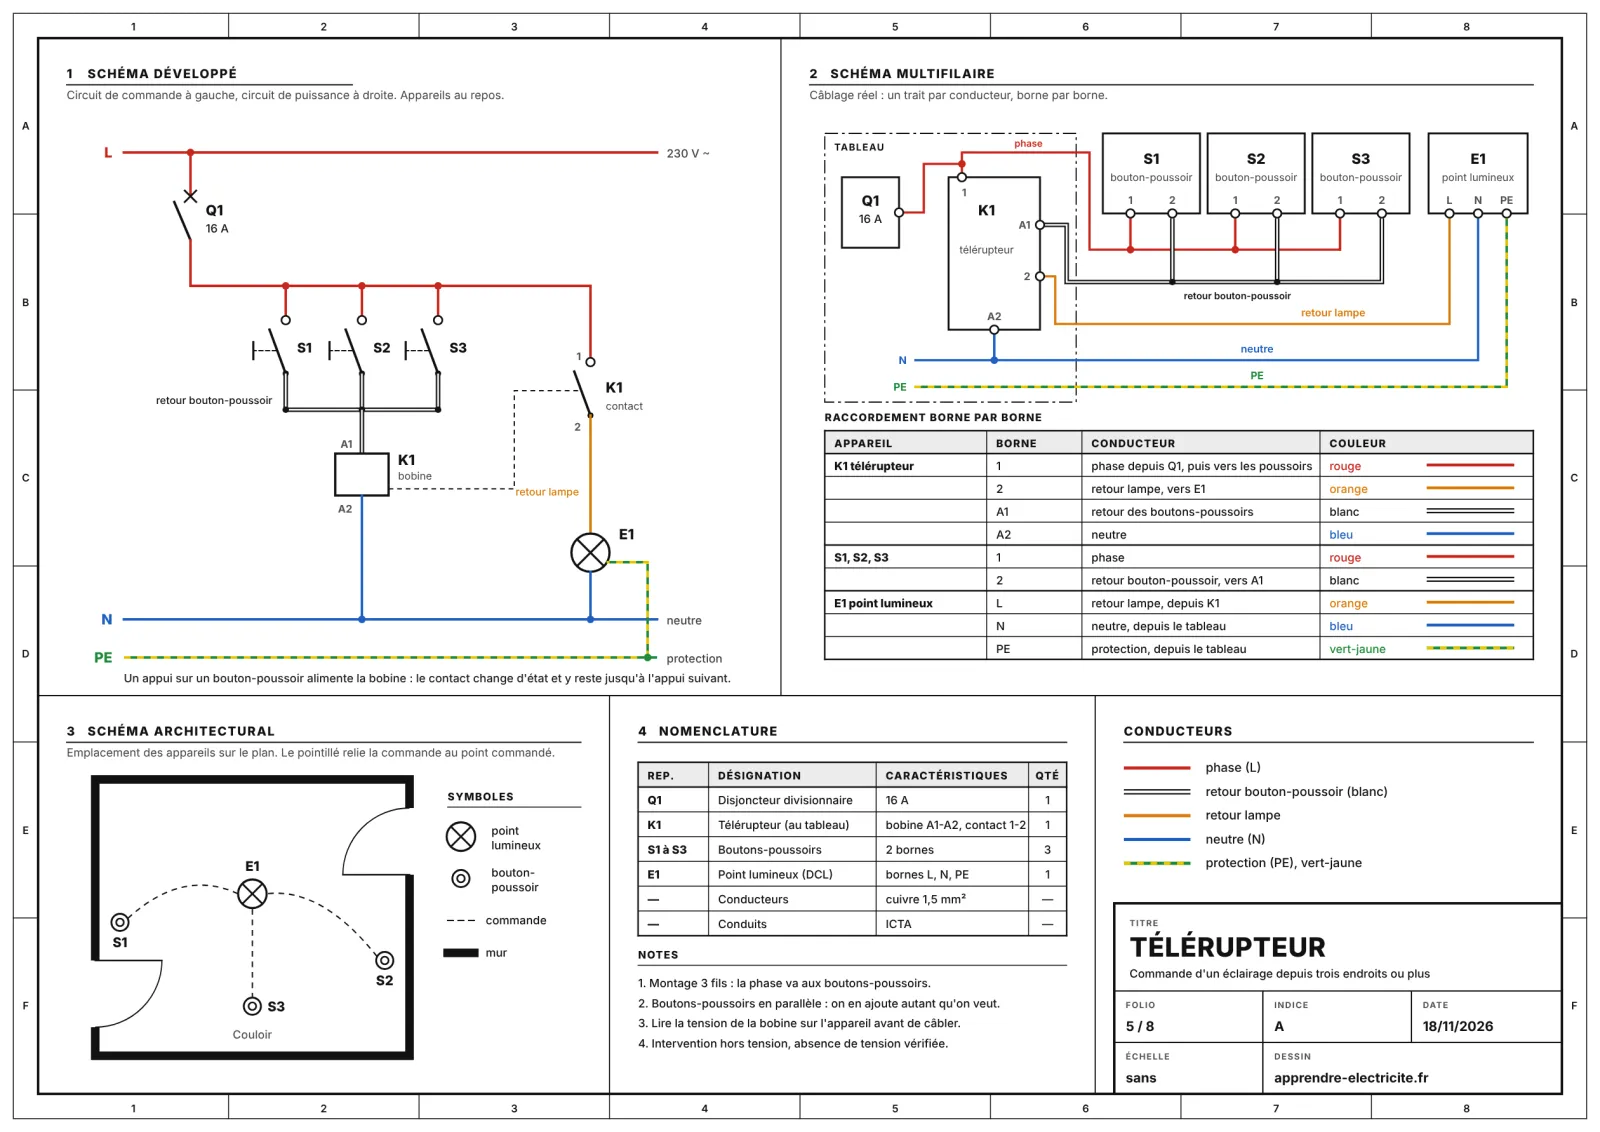 1 2 3 4 5 6 7 8
A
B
C
D
E
F
1 SCHÉMA DÉVELOPPÉ
Circuit de commande à gauche, circuit de puissance à droite. Appareils au repos.
L
230 V ~
Q1
16 A
S1
S2
S3
retour bouton-poussoir
1
K1
contact
2
A1
K1
bobine
A2
retour lampe
E1
N
neutre
PE
protection
Un appui sur un bouton-poussoir alimente la bobine : le contact change d'état et y reste jusqu'à l'appui suivant.
2 SCHÉMA MULTIFILAIRE
Câblage réel : un trait par conducteur, borne par borne.
TABLEAU
phase
Q1
16 A
1
K1
télérupteur
A1
2
A2
S1
bouton-poussoir
1 2
S2
bouton-poussoir
1 2
S3
bouton-poussoir
1 2
E1
point lumineux
L N PE
retour bouton-poussoir
retour lampe
neutre
N
PE
PE
RACCORDEMENT BORNE PAR BORNE
APPAREIL BORNE CONDUCTEUR COULEUR
K1 télérupteur 1 phase depuis Q1, puis vers les poussoirs rouge
2 retour lampe, vers E1 orange
A1 retour des boutons-poussoirs blanc
A2 neutre bleu
S1, S2, S3 1 phase rouge
2 retour bouton-poussoir, vers A1 blanc
E1 point lumineux L retour lampe, depuis K1 orange
N neutre, depuis le tableau bleu
PE protection, depuis le tableau vert-jaune
A
B
C
D
E
F
3 SCHÉMA ARCHITECTURAL
Emplacement des appareils sur le plan. Le pointillé relie la commande au point commandé.
E1
S1
S2
S3
Couloir
SYMBOLES
point
lumineux
bouton-
poussoir
commande
mur
4 NOMENCLATURE
REP. DÉSIGNATION CARACTÉRISTIQUES QTÉ
Q1 Disjoncteur divisionnaire 16 A 1
K1 Télérupteur (au tableau) bobine A1-A2, contact 1-2 1
S1 à S3 Boutons-poussoirs 2 bornes 3
E1 Point lumineux (DCL) bornes L, N, PE 1
— Conducteurs cuivre 1,5 mm² —
— Conduits ICTA —
NOTES
1. Montage 3 fils : la phase va aux boutons-poussoirs.
2. Boutons-poussoirs en parallèle : on en ajoute autant qu'on veut.
3. Lire la tension de la bobine sur l'appareil avant de câbler.
4. Intervention hors tension, absence de tension vérifiée.
CONDUCTEURS
phase (L)
retour bouton-poussoir (blanc)
retour lampe
neutre (N)
protection (PE), vert-jaune
TITRE
TÉLÉRUPTEUR
Commande d'un éclairage depuis trois endroits ou plus
FOLIO INDICE DATE
5 / 8 A 18/11/2026
ÉCHELLE DESSIN
sans apprendre-electricite.fr
1 2 3 4 5 6 7 8